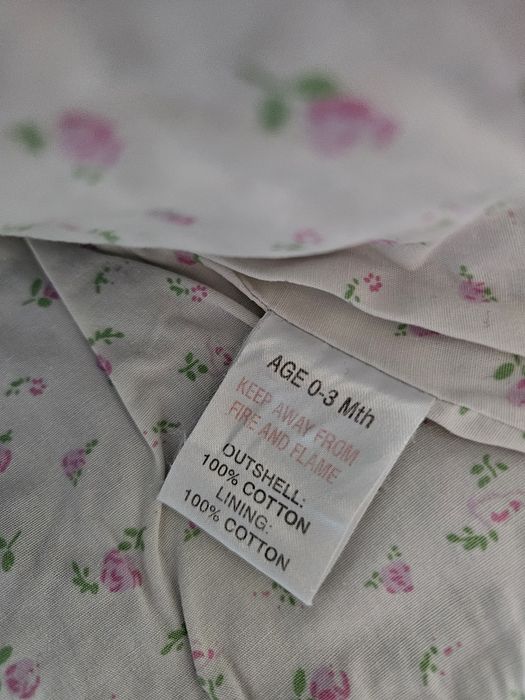 AGE 0-3 Mth
KEEP AWAY FROM
FIRE AND FLAME
OUTSHELL:
100% COTTON
LINING:
100% COTTON